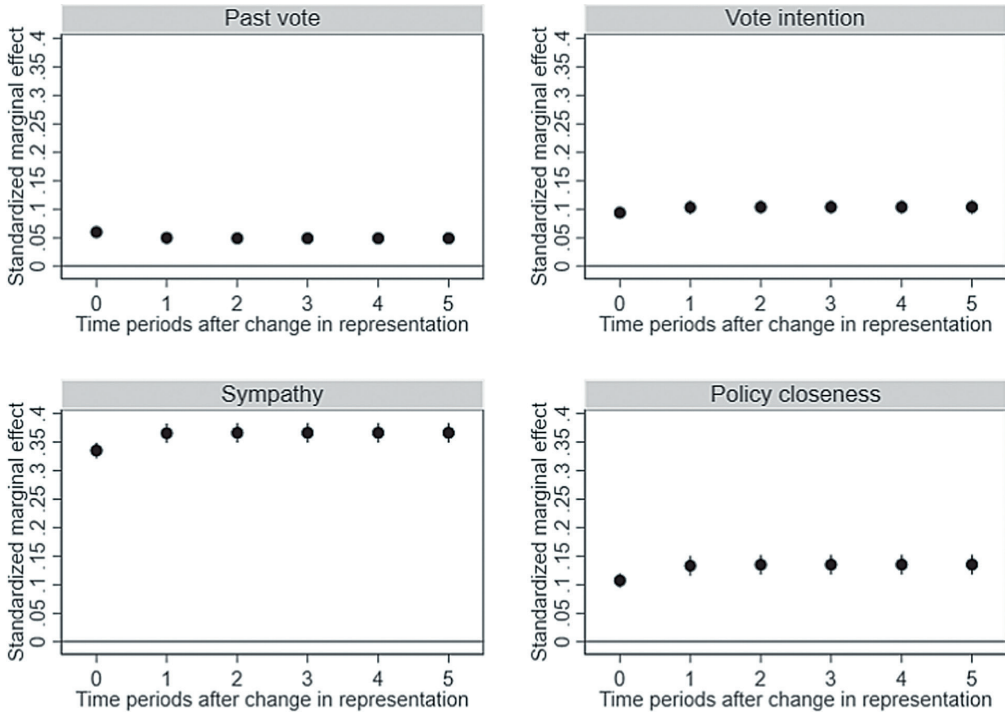 Past vote
Standardized marginal effect
0 .05 .1 .15 .2 .25 .3 .35 .4
0 1 2 3 4 5
Time periods after change in representation
Vote intention
Standardized marginal effect
0 .05 .1 .15 .2 .25 .3 .35 .4
0 1 2 3 4 5
Time periods after change in representation
Sympathy
Standardized marginal effect
0 .05 .1 .15 .2 .25 .3 .35 .4
0 1 2 3 4 5
Time periods after change in representation
Policy closeness
Standardized marginal effect
0 .05 .1 .15 .2 .25 .3 .35 .4
0 1 2 3 4 5
Time periods after change in representation